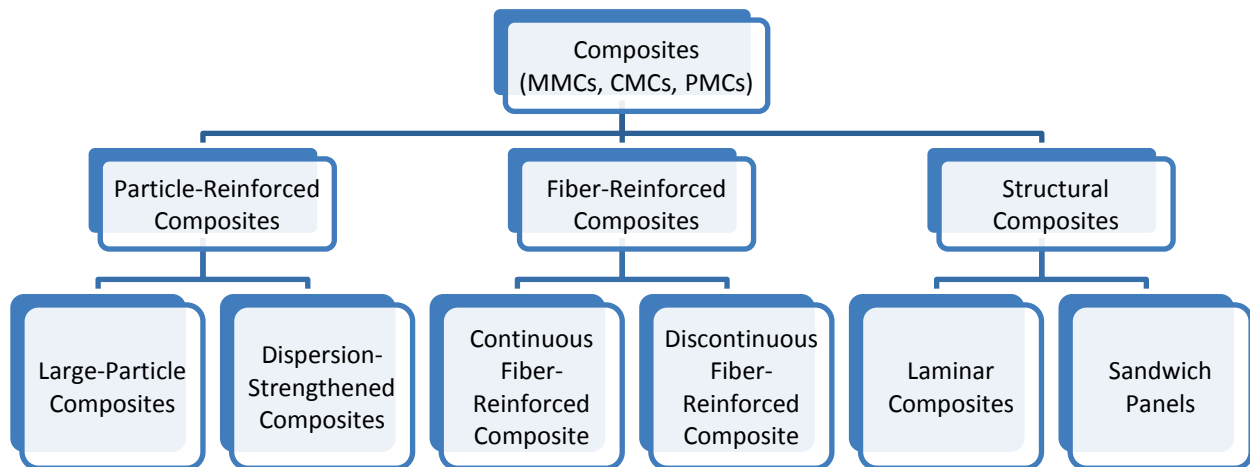 Composites
(MMCs, CMCs, PMCs)
Particle-Reinforced
Composites
Fiber-Reinforced
Composites
Structural
Composites
Large-Particle
Composites
Dispersion-
Strengthened
Composites
Continuous
Fiber-
Reinforced
Composite
Discontinuous
Fiber-
Reinforced
Composite
Laminar
Composites
Sandwich
Panels